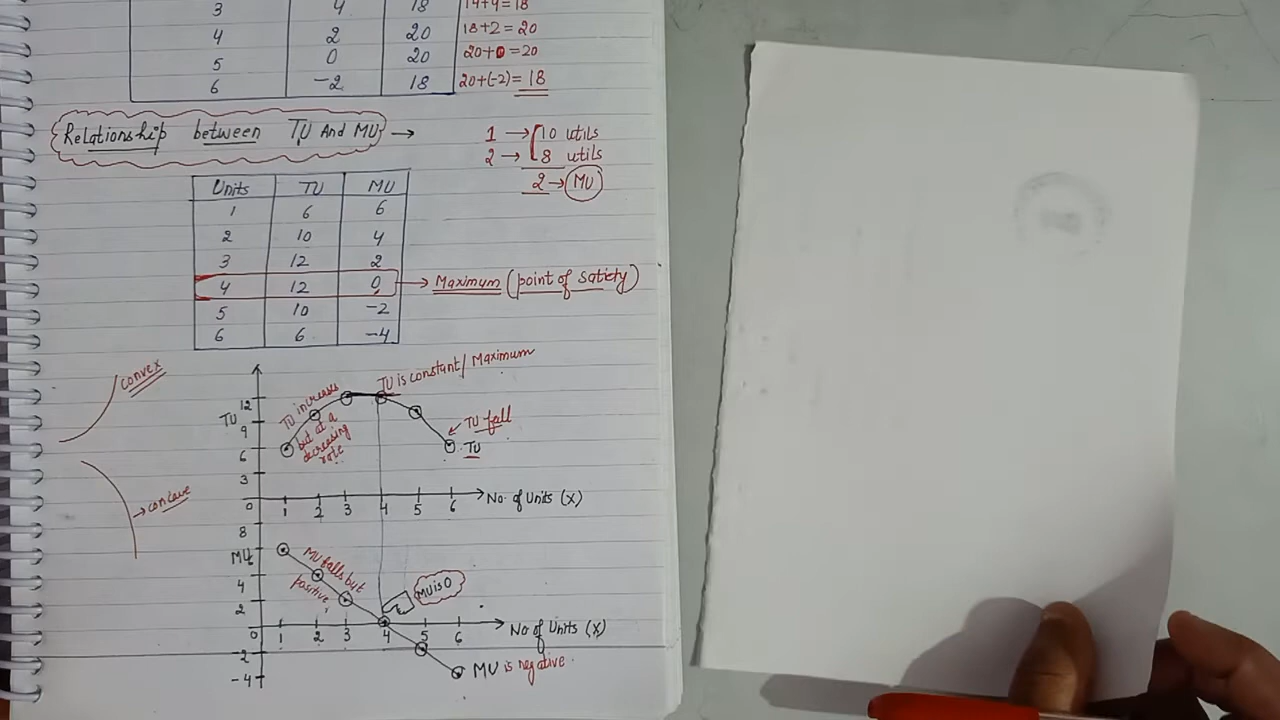 3 4 18 14+4=18
4 2 20 18+2=20
5 0 20 20+0=20
6 -2 18 20+(-2)=18
Relationship between TU And MU →
1 → 10 utils
2 → 8 utils
2 → MU
Units TU MU
1 6 6
2 10 4
3 12 2
4 12 0 → Maximum (point of satiety)
5 10 -2
6 6 -4
convex
concave
TU
12
9
6
3
0
TU increases
but at a
decreasing
rate
TU is constant/Maximum
TU fall
TU
1 2 3 4 5 6 No. of Units (X)
8
MU
6
4
2
0
-2
-4
MU falls but
positive,
MU is 0
1 2 3 4 5 6 No of Units (X)
MU is negative.